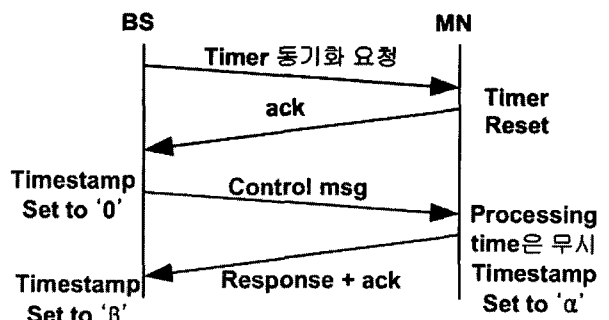 BS
MN
Timer 동기화 요청
ack
Timer
Reset
Timestamp
Set to '0'
Control msg
Processing
time은 무시
Timestamp
Set to 'α'
Response + ack
Timestamp
Set to 'β'